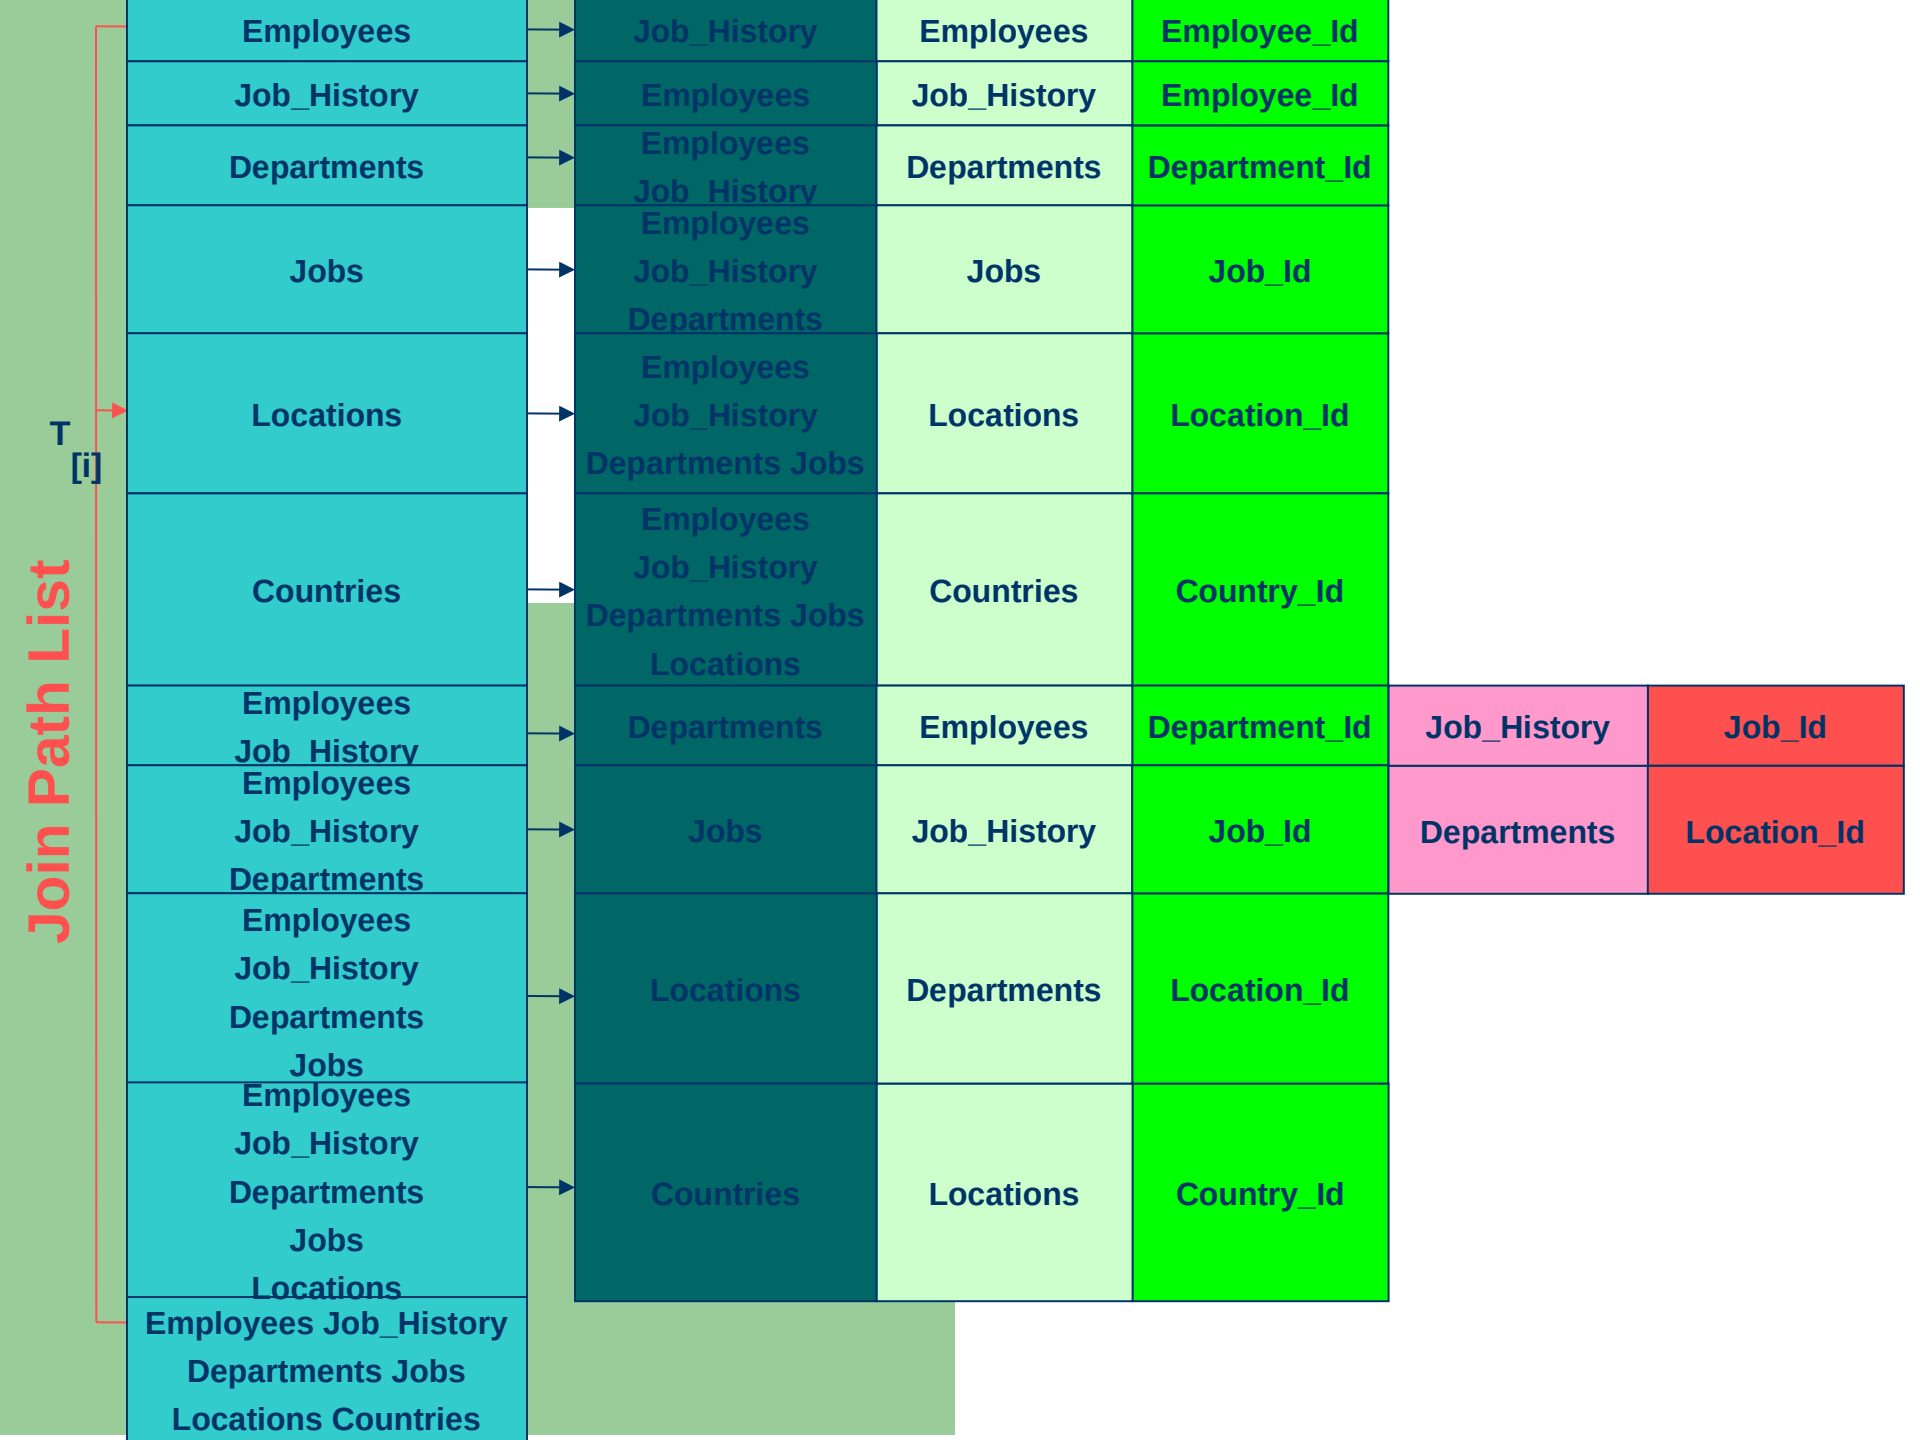 Employees
Job_History
Employees
Employee_Id
Job_History
Employees
Job_History
Employee_Id
Departments
Employees
Job_History
Departments
Department_Id
Jobs
Employees
Job_History
Departments
Jobs
Job_Id
Locations
Employees
Job_History
Departments Jobs
Locations
Location_Id
T
[i]
Join Path List
Countries
Employees
Job_History
Departments Jobs
Locations
Countries
Country_Id
Employees
Job_History
Departments
Employees
Department_Id
Job_History
Job_Id
Employees
Job_History
Departments
Jobs
Job_History
Job_Id
Departments
Location_Id
Employees
Job_History
Departments
Jobs
Locations
Departments
Location_Id
Employees
Job_History
Departments
Jobs
Locations
Countries
Locations
Country_Id
Employees Job_History
Departments Jobs
Locations Countries